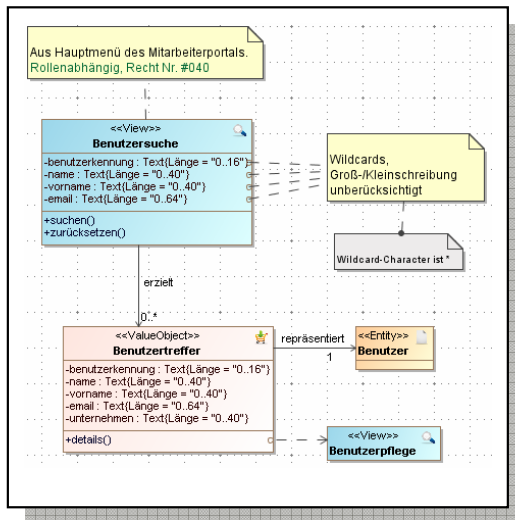 Aus Hauptmenü des Mitarbeiterportals.
Rollenabhängig, Recht Nr. #040
<<View>>
Benutzersuche
-benutzerkennung : Text{Länge = "0..16"}
-name : Text{Länge = "0..40"}
-vorname : Text{Länge = "0..40"}
-email : Text{Länge = "0..64"}
+suchen()
+zurücksetzen()
Wildcards,
Groß-/Kleinschreibung
unberücksichtigt
Wildcard-Character ist *
erzielt
0..*
<<ValueObject>>
Benutzertreffer
-benutzerkennung : Text{Länge = "0..16"}
-name : Text{Länge = "0..40"}
-vorname : Text{Länge = "0..40"}
-email : Text{Länge = "0..64"}
-unternehmen : Text{Länge = "0..40"}
+details()
repräsentiert
1
<<Entity>>
Benutzer
<<View>>
Benutzerpflege